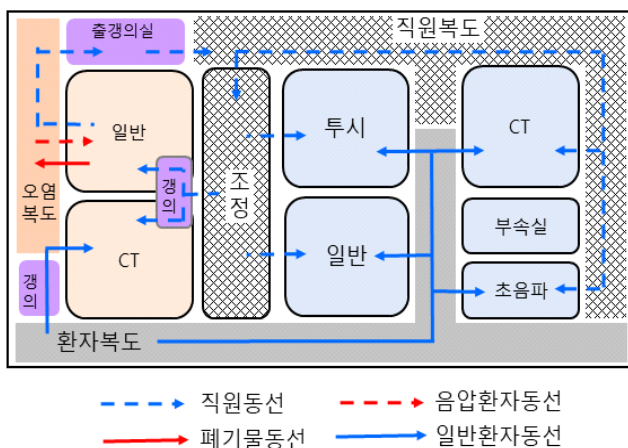 출갱의실
직원복도
일반
투시
CT
갱의
조정
오염
복도
CT
일반
부속실
초음파
갱의
환자복도
직원동선
음압환자동선
폐기물동선
일반환자동선